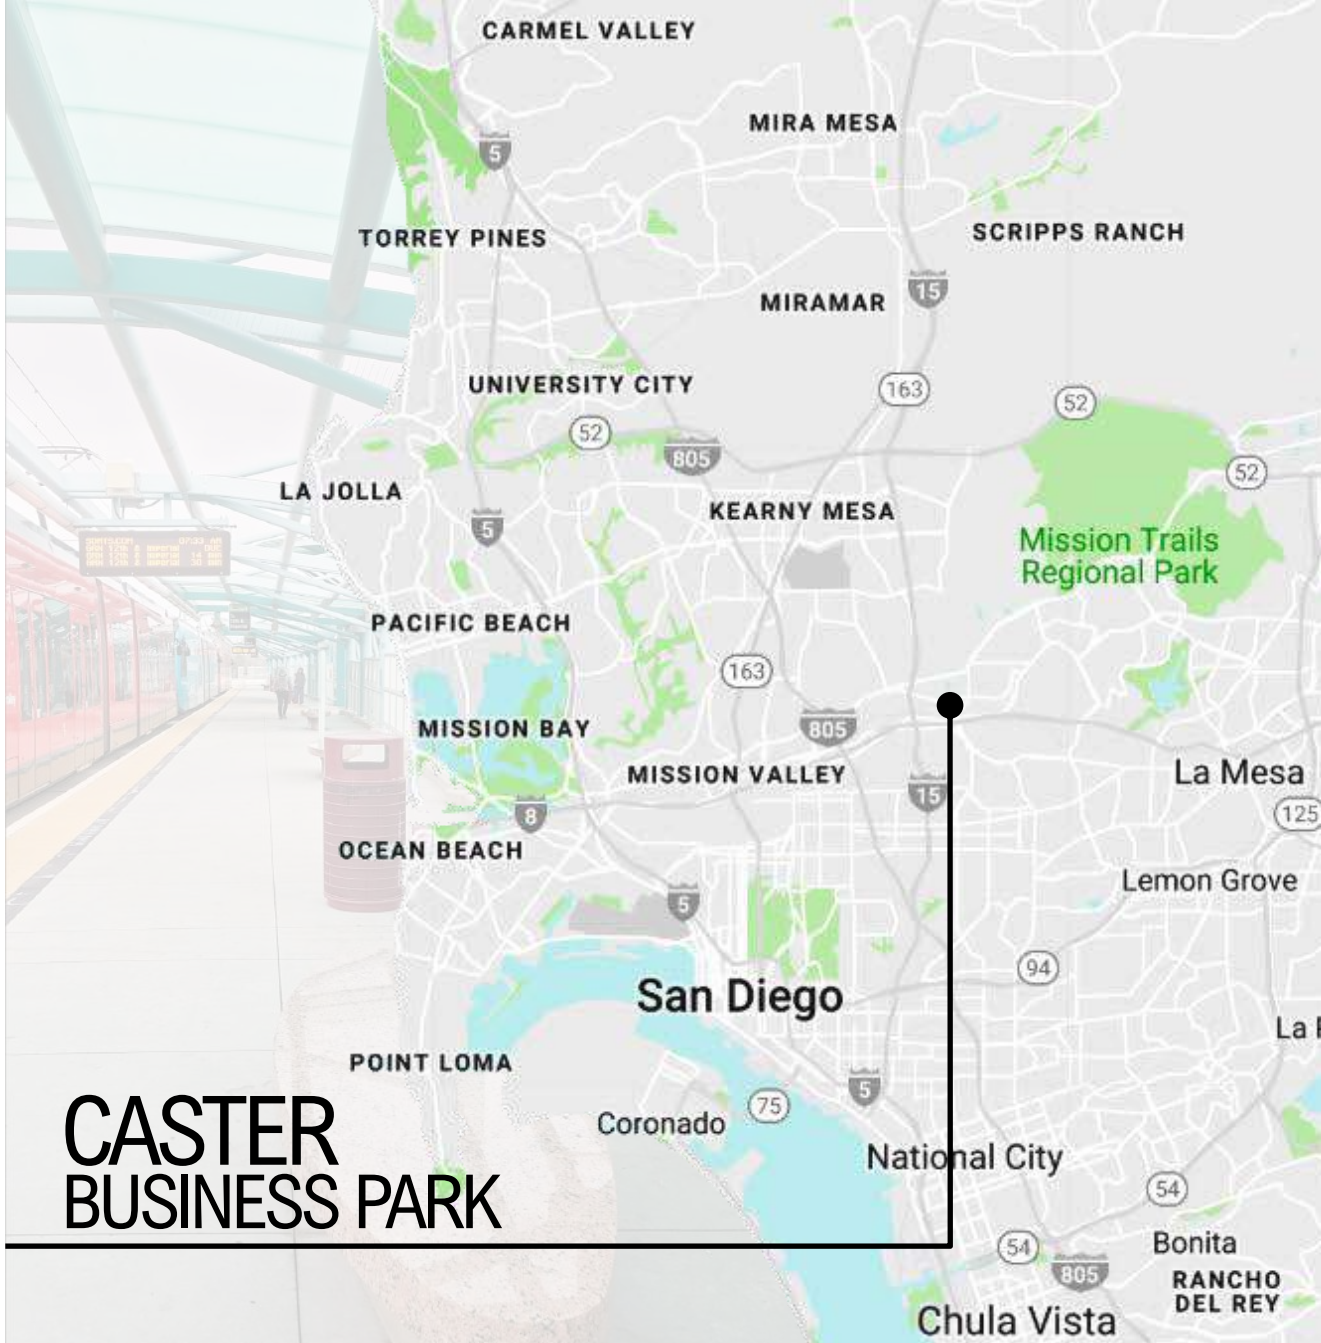 CARMEL VALLEY
MIRA MESA
5
TORREY PINES
SCRIPPS RANCH
15
MIRAMAR
UNIVERSITY CITY
163
52
52
805
52
LA JOLLA
KEARNY MESA
5
Mission Trails
Regional Park
PACIFIC BEACH
163
MISSION BAY
805
MISSION VALLEY
La Mesa
15
8
125
OCEAN BEACH
Lemon Grove
5
94
San Diego
La
POINT LOMA
5
75
Coronado
CASTER
BUSINESS PARK
National City
54
54
Bonita
805
RANCHO
DEL REY
Chula Vista